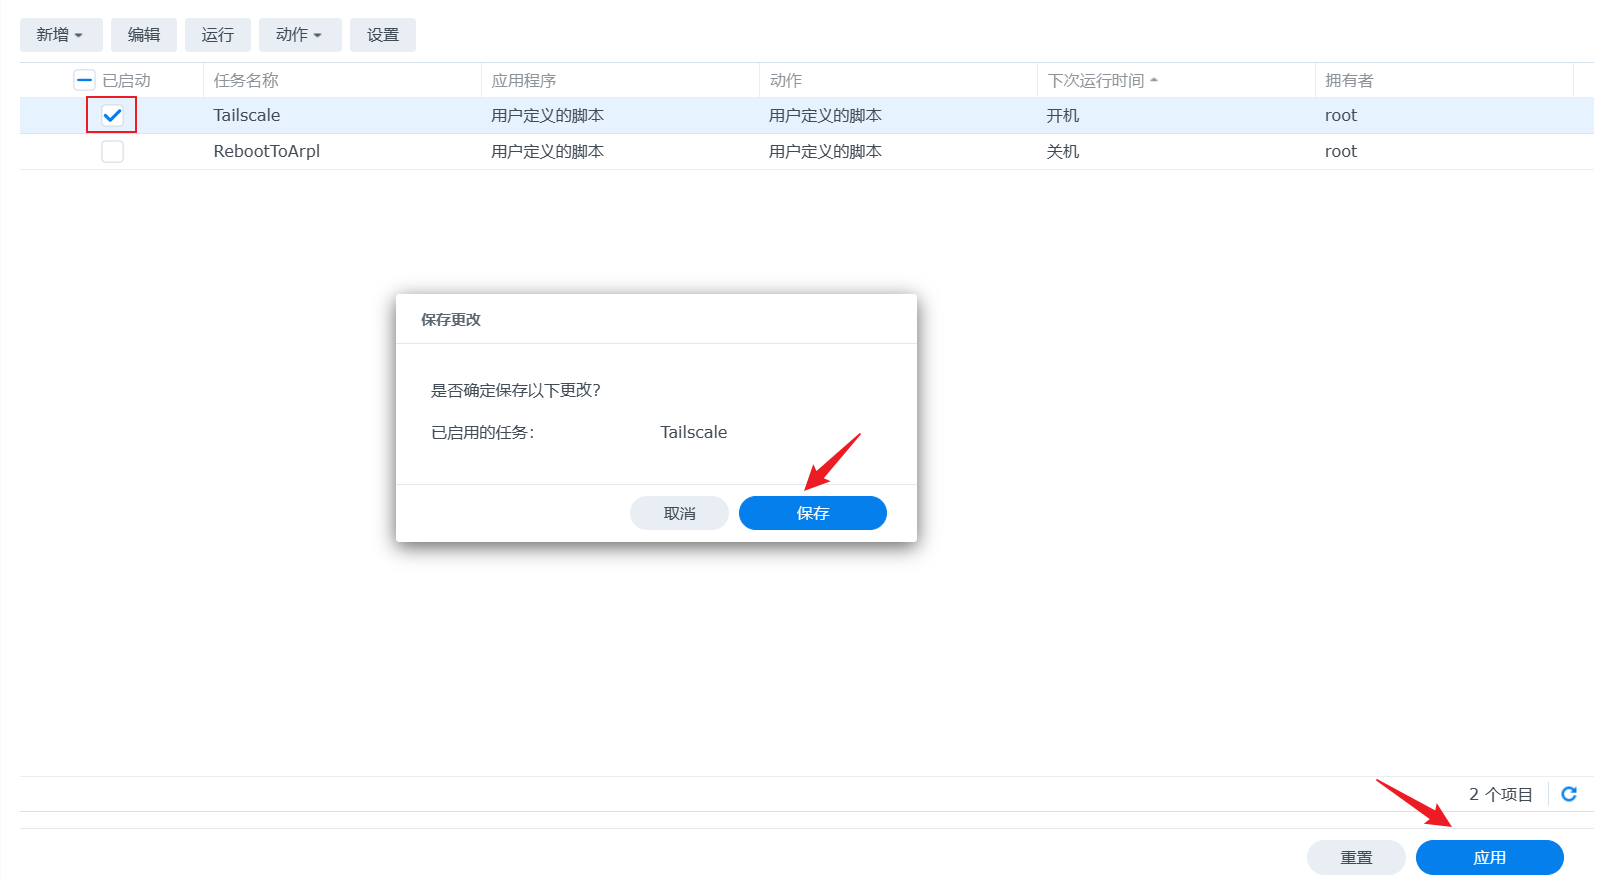 新增 编辑 运行 动作 设置
已启动 任务名称 应用程序 动作 下次运行时间 拥有者
Tailscale 用户定义的脚本 用户定义的脚本 开机 root
RebootToArpl 用户定义的脚本 用户定义的脚本 关机 root
保存更改
是否确定保存以下更改?
已启用的任务: Tailscale
取消 保存
2 个项目
重置 应用